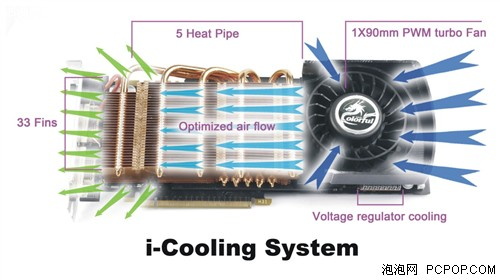 5 Heat Pipe
1X90mm PWM turbo Fan
33 Fins
Optimized air flow
Colorful
Voltage regulator cooling
i-Cooling System
泡泡网 PCPOP.COM